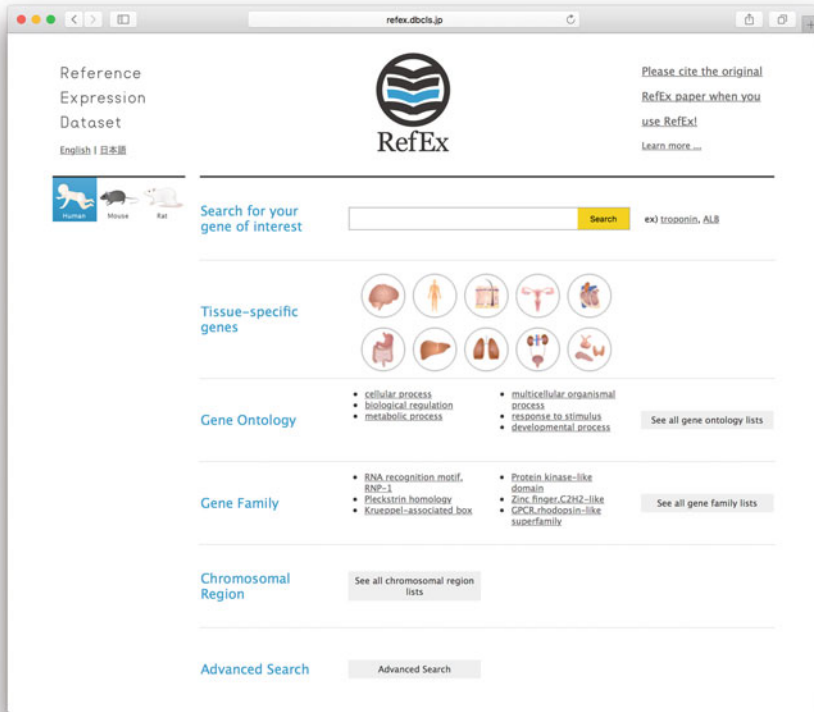 refex.dbcls.jp
Reference
Expression
Dataset
English | 日本語
RefEx
Please cite the original
RefEx paper when you
use RefEx!
Learn more ...
Human
Mouse
Rat
Search for your
gene of interest
Search
ex) troponin, ALB
Tissue-specific
genes
Gene Ontology
• cellular process
• biological regulation
• metabolic process
• multicellular organismal
process
• response to stimulus
• developmental process
See all gene ontology lists
Gene Family
• RNA recognition motif,
RNP-1
• Pleckstrin homology
• Krueppel-associated box
• Protein kinase-like
domain
• Zinc finger,C2H2-like
• GPCR,rhodopsin-like
superfamily
See all gene family lists
Chromosomal
Region
See all chromosomal region
lists
Advanced Search
Advanced Search